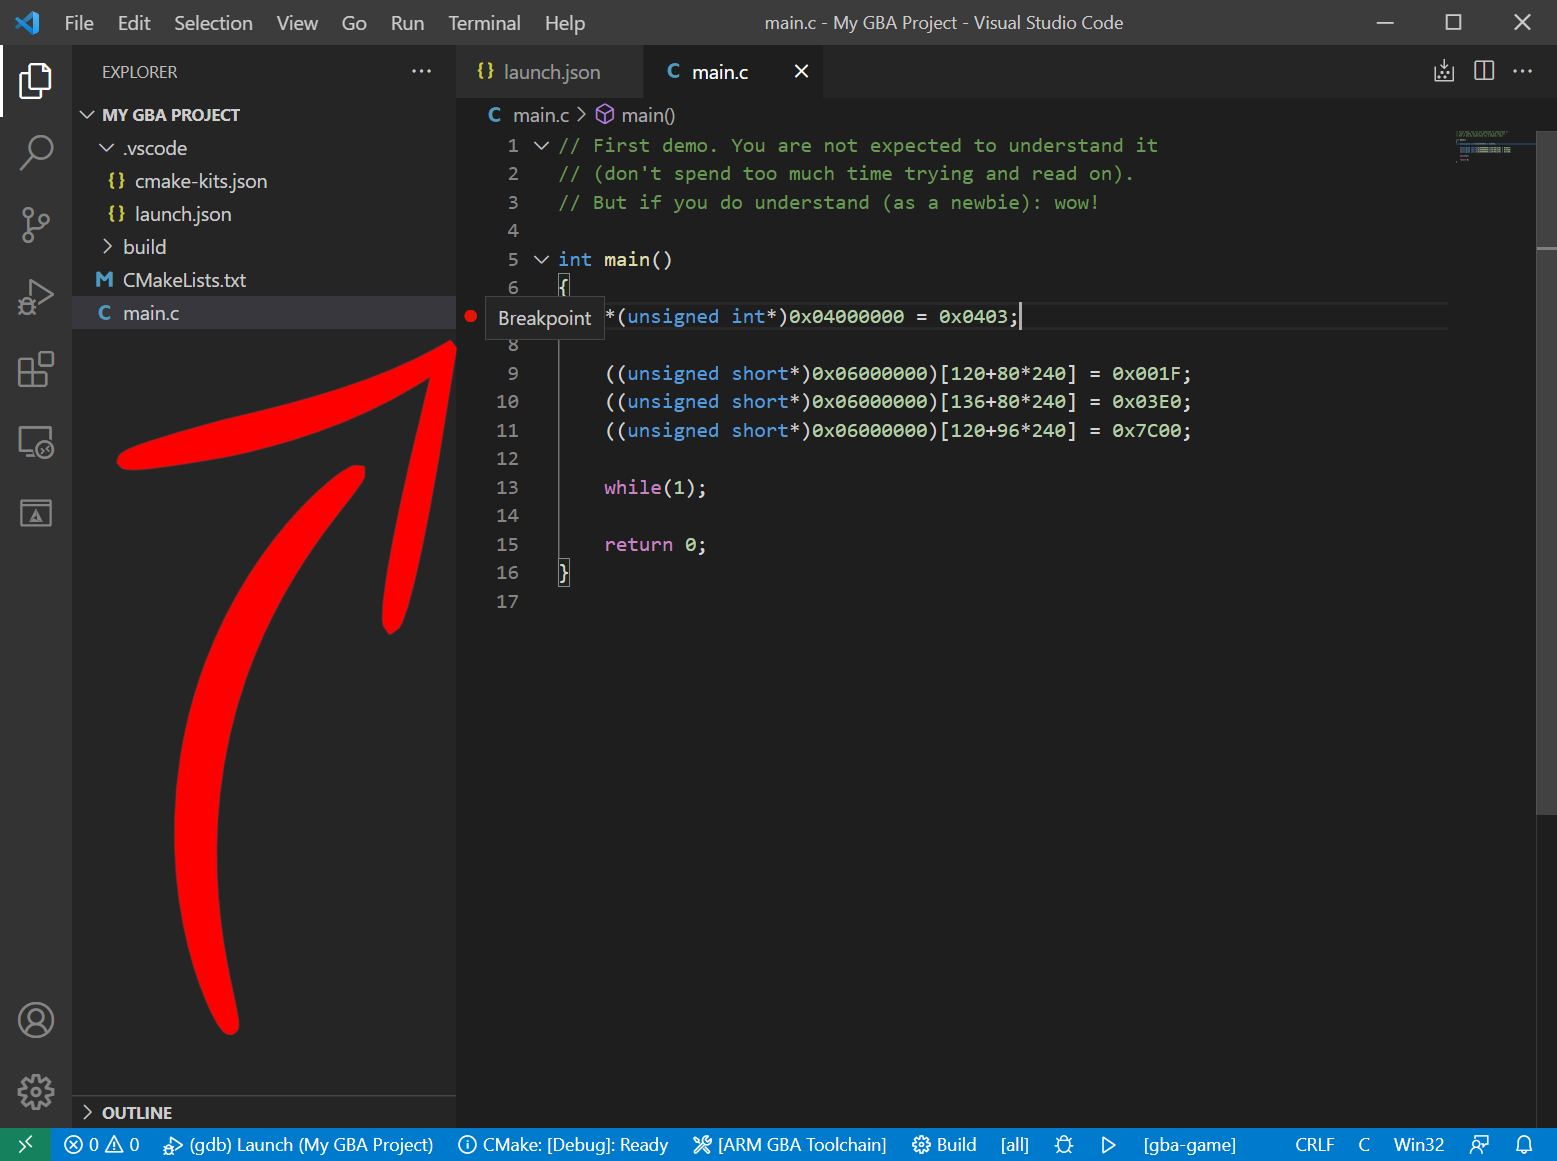 File Edit Selection View Go Run Terminal Help main.c - My GBA Project - Visual Studio Code
EXPLORER
{} launch.json C main.c
MY GBA PROJECT
C main.c > main()
.vscode
{} cmake-kits.json
{} launch.json
build
M CMakeLists.txt
C main.c
1 // First demo. You are not expected to understand it
2 // (don't spend too much time trying and read on).
3 // But if you do understand (as a newbie): wow!
4
5 int main()
6 {
Breakpoint *(unsigned int*)0x04000000 = 0x0403;
8
9 ((unsigned short*)0x06000000)[120+80*240] = 0x001F;
10 ((unsigned short*)0x06000000)[136+80*240] = 0x03E0;
11 ((unsigned short*)0x06000000)[120+96*240] = 0x7C00;
12
13 while(1);
14
15 return 0;
16 }
17
OUTLINE
0 0 (gdb) Launch (My GBA Project) CMake: [Debug]: Ready [ARM GBA Toolchain] Build [all] [gba-game] CRLF C Win32